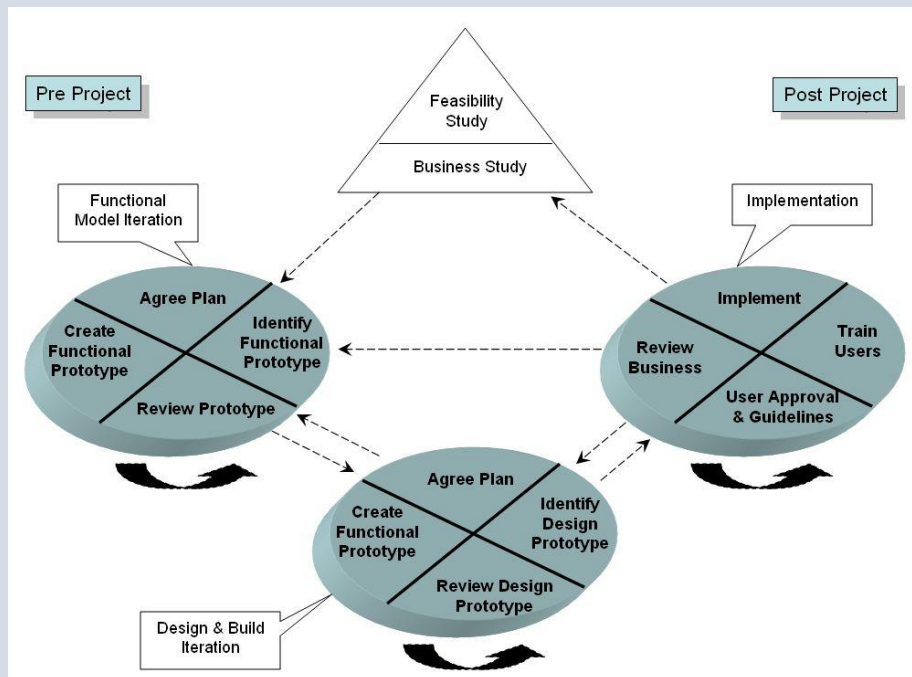 Pre Project
Feasibility
Study
Business Study
Post Project
Functional
Model Iteration
Implementation
Agree Plan
Create
Functional
Prototype
Identify
Functional
Prototype
Review Prototype
Implement
Review
Business
Train
Users
User Approval
& Guidelines
Agree Plan
Create
Functional
Prototype
Identify
Design
Prototype
Review Design
Prototype
Design & Build
Iteration